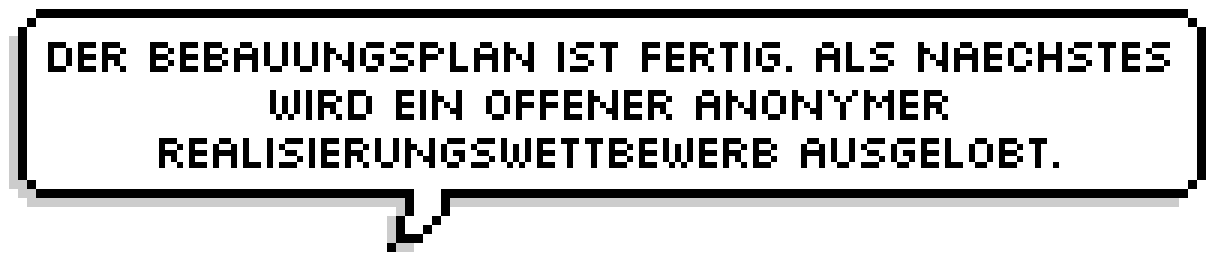 DER BEBAUUNGSPLAN IST FERTIG. ALS NAECHSTES
WIRD EIN OFFENER ANONYMER
REALISIERUNGSWETTBEWERB AUSGELOBT.